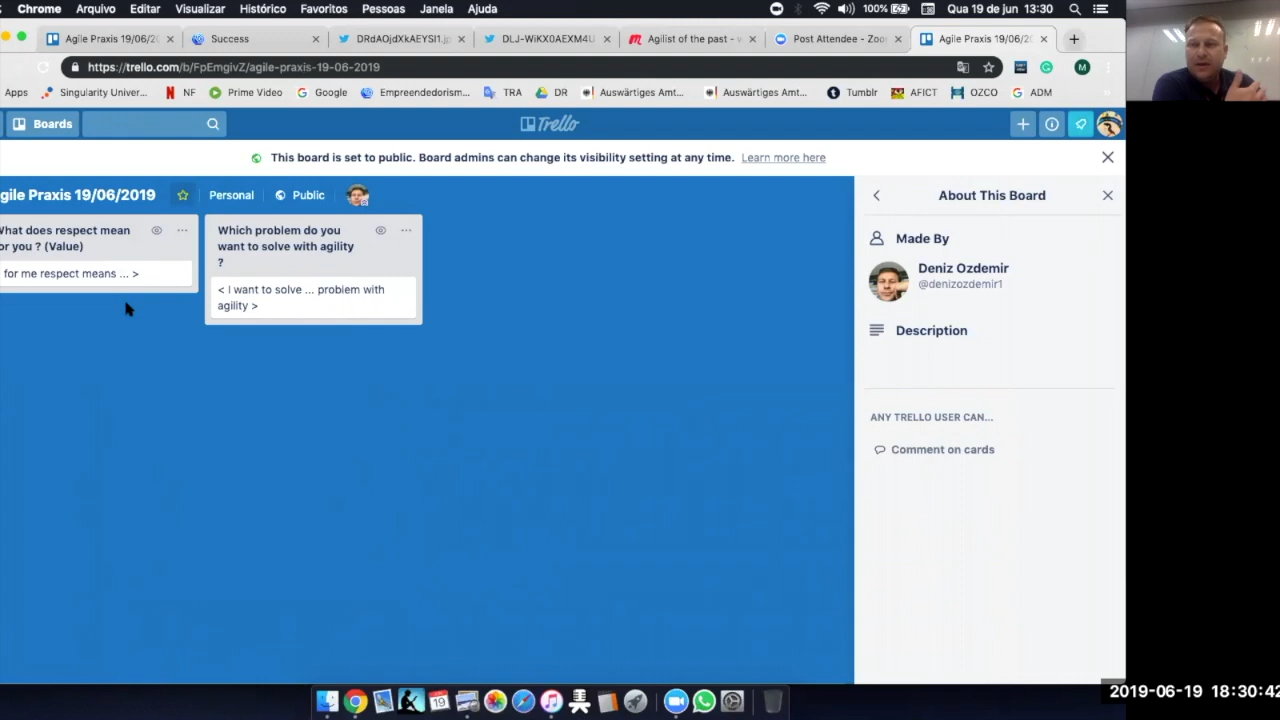 Chrome Arquivo Editar Visualizar Histórico Favoritos Pessoas Janela Ajuda 100% Qua 19 de jun 13:30
Agile Praxis 19/06/20 Success DRdAOjdXkAEYSI1.jp DLJ-WiKX0AEXM4U Agilist of the past - w Post Attendee - Zoo Agile Praxis 19/06/20
https://trello.com/b/FpEmgivZ/agile-praxis-19-06-2019 M
Apps Singularity Univer... NF Prime Video Google Empreendedorism... TRA DR Auswärtiges Amt... Auswärtiges Amt... Tumblr AFICT OZCO ADM
Boards Trello
This board is set to public. Board admins can change its visibility setting at any time. Learn more here
gile Praxis 19/06/2019 Personal Public
What does respect mean
or you ? (Value)
for me respect means ... >
Which problem do you
want to solve with agility
?
< I want to solve ... problem with
agility >
About This Board
Made By
Deniz Ozdemir
@denizozdemir1
Description
ANY TRELLO USER CAN...
Comment on cards
19
2019-06-19 18:30:42